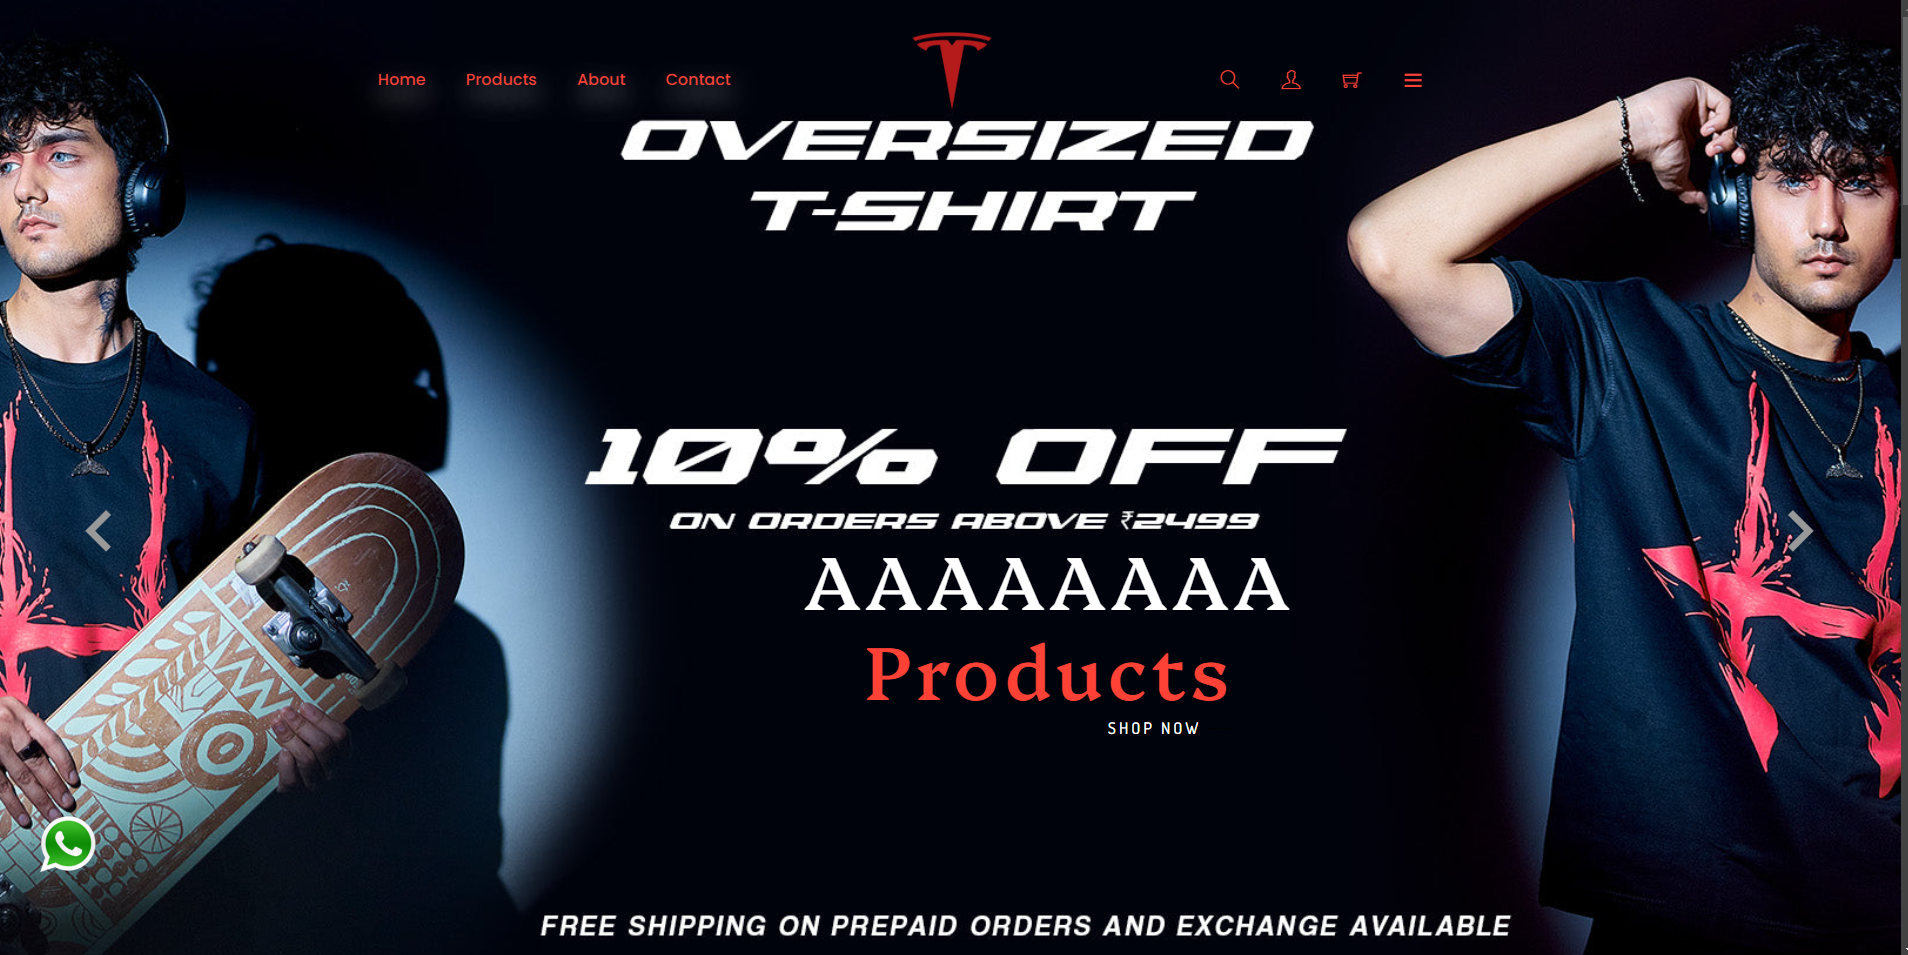 Home Products About Contact
OVERSIZED
T-SHIRT
10% OFF
ON ORDERS ABOVE ₹2499
AAAAAAAA
Products
SHOP NOW
FREE SHIPPING ON PREPAID ORDERS AND EXCHANGE AVAILABLE